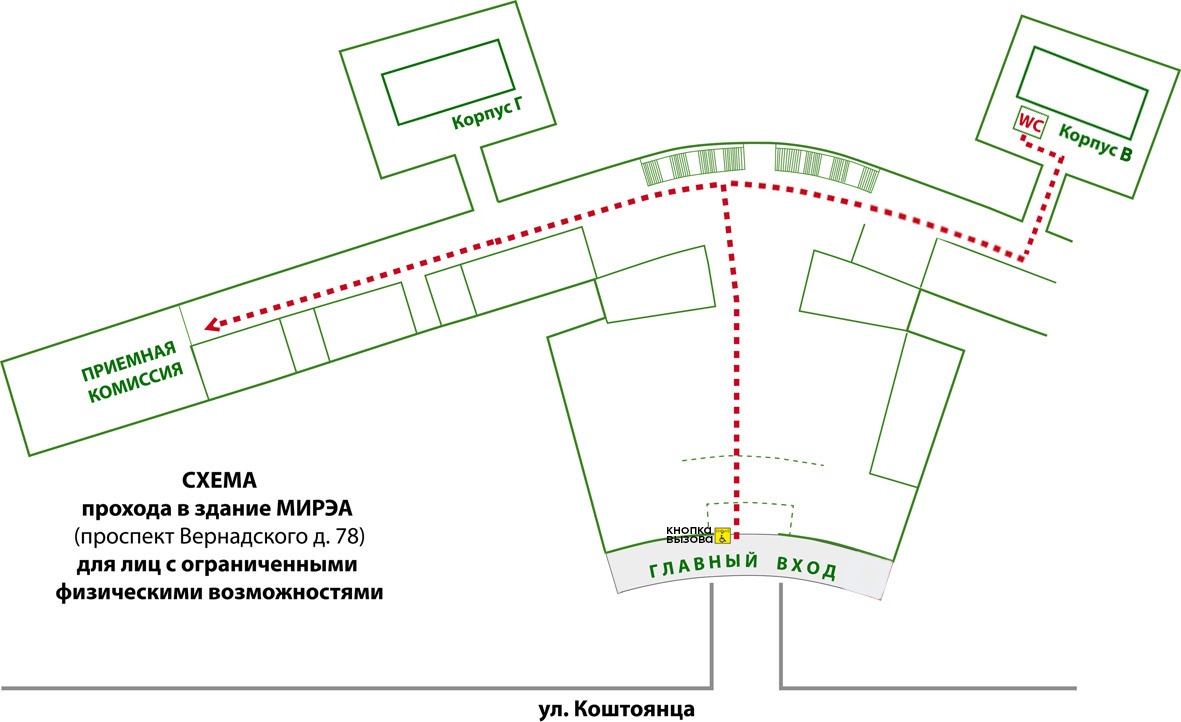 Корпус Г
WC
Корпус В
ПРИЕМНАЯ
КОМИССИЯ
СХЕМА
прохода в здание МИРЭА
(проспект Вернадского д. 78)
для лиц с ограниченными
физическими возможностями
кнопка
вызова
ГЛАВНЫЙ ВХОД
ул. Коштоянца